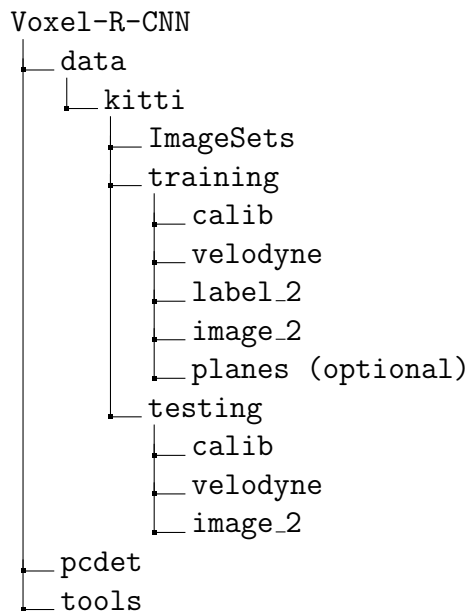 Voxel-R-CNN
data
kitti
ImageSets
training
calib
velodyne
label_2
image_2
planes (optional)
testing
calib
velodyne
image_2
pcdet
tools